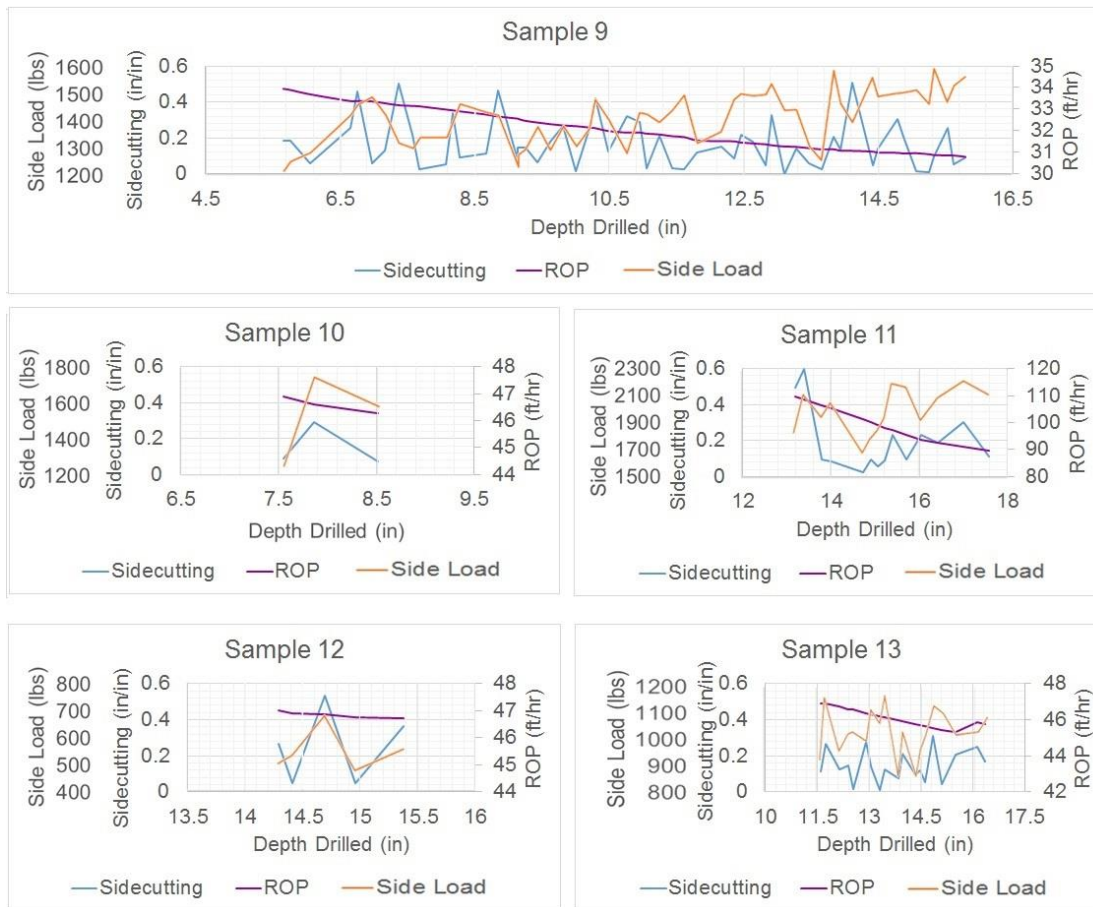 Sample 9
Side Load (lbs)
1600
1500
1400
1300
1200
Sidecutting (in/in)
0.6
0.4
0.2
0
35
34
33
32
31
30
ROP (ft/hr)
4.5 6.5 8.5 10.5 12.5 14.5 16.5
Depth Drilled (in)
Sidecutting ROP Side Load
Sample 10
Side Load (lbs)
1800
1600
1400
1200
Sidecutting (in/in)
0.6
0.4
0.2
0
48
47
46
45
44
ROP (ft/hr)
6.5 7.5 8.5 9.5
Depth Drilled (in)
Sidecutting ROP Side Load
Sample 11
Side Load (lbs)
2300
2100
1900
1700
1500
Sidecutting (in/in)
0.6
0.4
0.2
0
120
110
100
90
80
ROP (ft/hr)
12 14 16 18
Depth Drilled (in)
Sidecutting ROP Side Load
Sample 12
Side Load (lbs)
800
700
600
500
400
Sidecutting (in/in)
0.6
0.4
0.2
0
48
47
46
45
44
ROP (ft/hr)
13.5 14 14.5 15 15.5 16
Depth Drilled (in)
Sidecutting ROP Side Load
Sample 13
Side Load (lbs)
1200
1100
1000
900
800
Sidecutting (in/in)
0.6
0.4
0.2
0
48
46
44
42
ROP (ft/hr)
10 11.5 13 14.5 16 17.5
Depth Drilled (in)
Sidecutting ROP Side Load